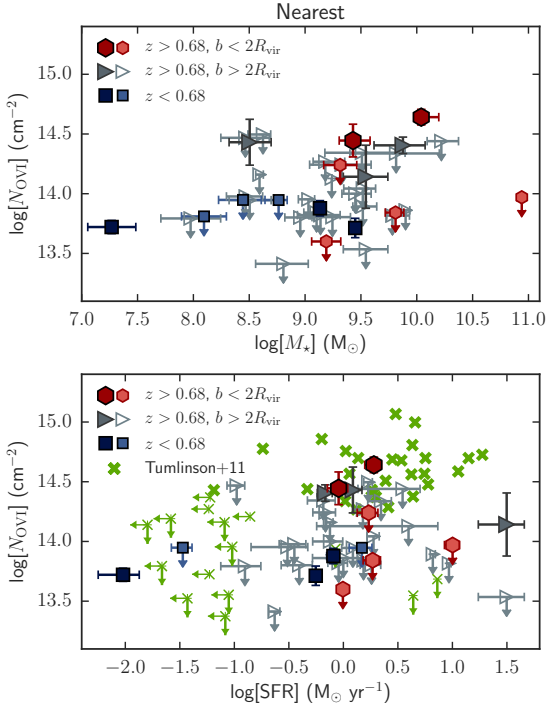 Nearest
z > 0.68, b < 2R_vir
z > 0.68, b > 2R_vir
z < 0.68
15.0
14.5
14.0
13.5
log[N_OVI] (cm⁻²)
7.0 7.5 8.0 8.5 9.0 9.5 10.0 10.5 11.0
log[M_⋆] (M_⊙)
z > 0.68, b < 2R_vir
z > 0.68, b > 2R_vir
z < 0.68
Tumlinson+11
15.0
14.5
14.0
13.5
log[N_OVI] (cm⁻²)
−2.0 −1.5 −1.0 −0.5 0.0 0.5 1.0 1.5
log[SFR] (M_⊙ yr⁻¹)